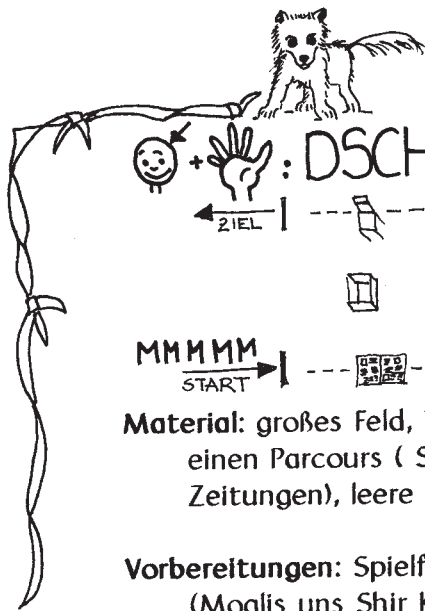 : DSCH
ZIEL
MMMMM
START
Material: großes Feld,
einen Parcours ( S
Zeitungen), leere
Vorbereitungen: Spielf
(Moglis uns Shir K